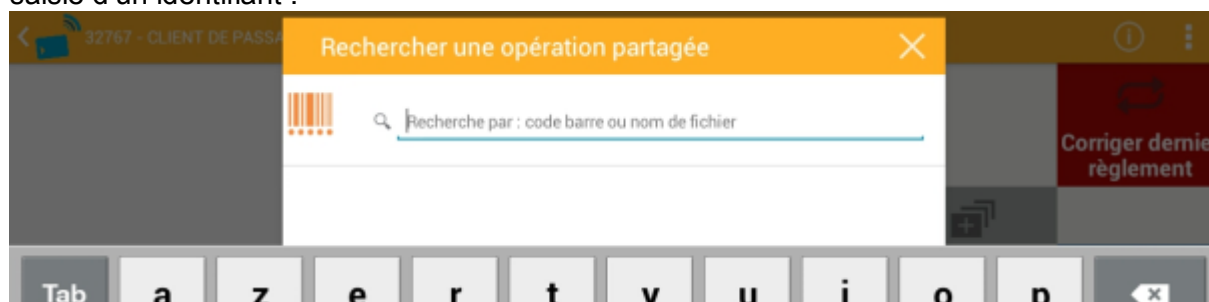 saisie d'un identifiant :
32767 - CLIENT DE PASSA
Rechercher une opération partagée
Recherche par : code barre ou nom de fichier
Corriger dernie
règlement
Tab a z e r t y u i o p